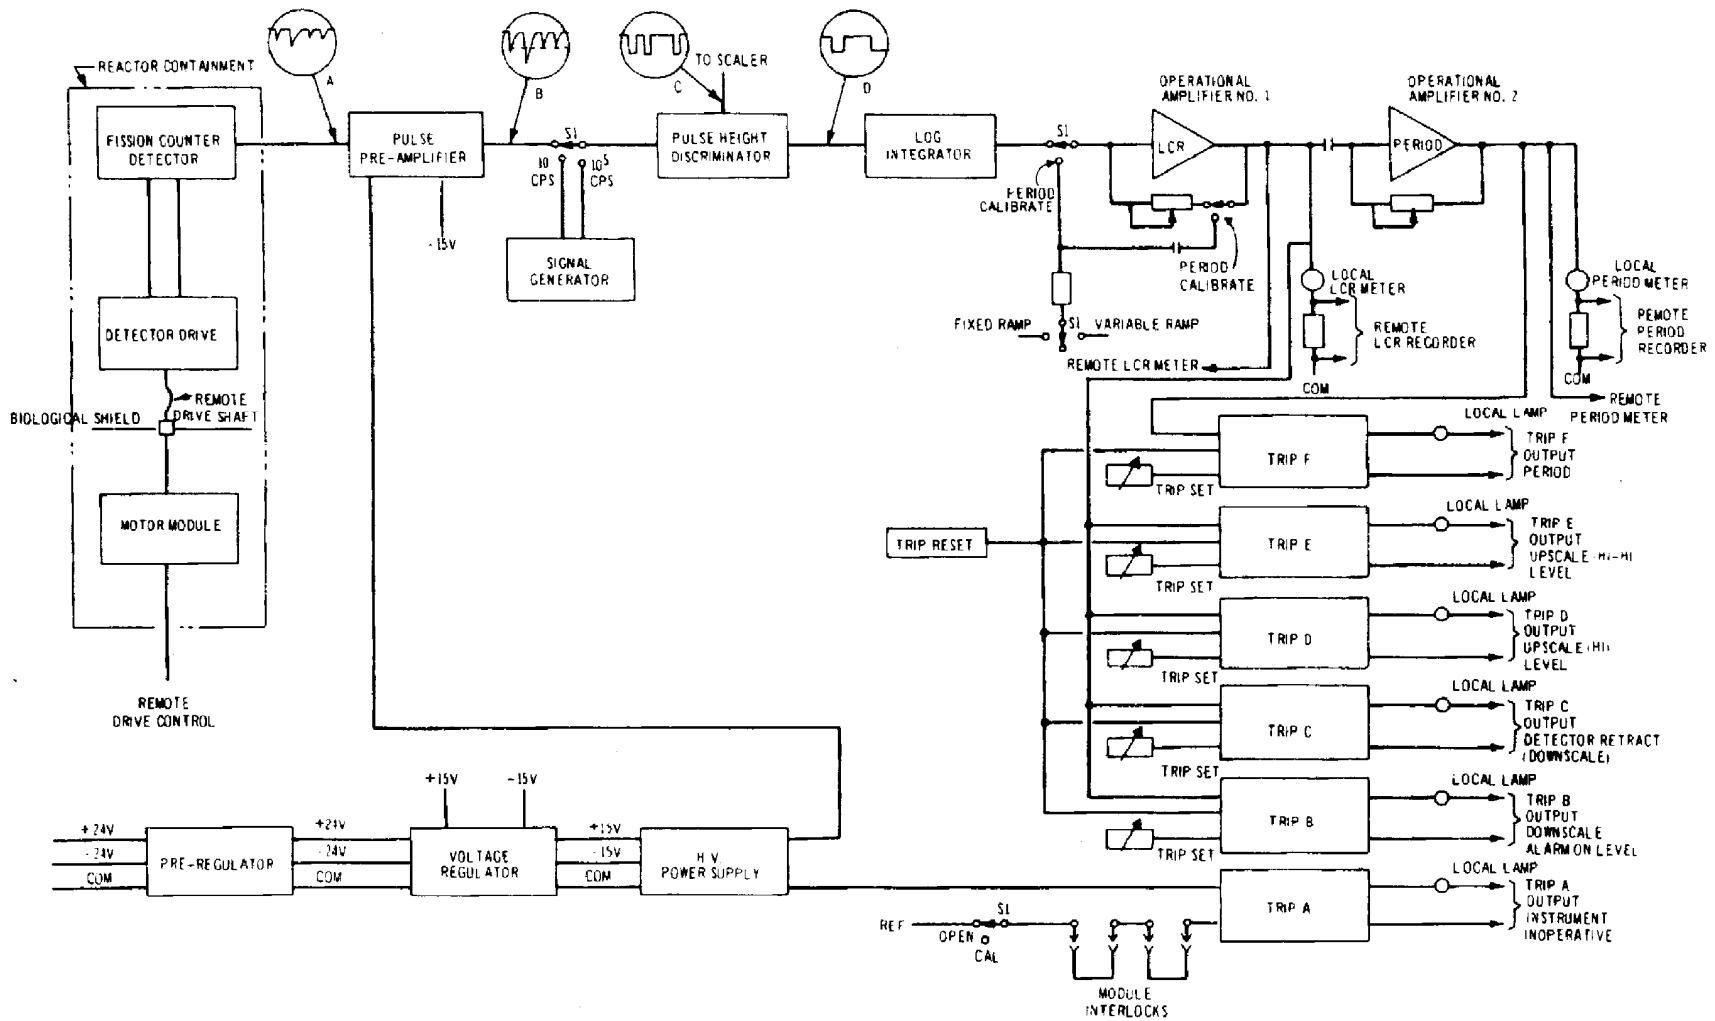 REACTOR CONTAINMENT
A
B
C
TO SCALER
D
OPERATIONAL
AMPLIFIER NO. 1
OPERATIONAL
AMPLIFIER NO. 2
FISSION COUNTER
DETECTOR
PULSE
PRE-AMPLIFIER
S1
10
CPS
10⁵
CPS
PULSE HEIGHT
DISCRIMINATOR
LOG
INTEGRATOR
S1
LCR
PERIOD
PERIOD
CALIBRATE
-15V
SIGNAL
GENERATOR
PERIOD
CALIBRATE
LOCAL
LCR METER
LOCAL
PERIOD METER
DETECTOR DRIVE
FIXED RAMP
S1
VARIABLE RAMP
REMOTE
LCR RECORDER
REMOTE
PERIOD
RECORDER
REMOTE LCR METER
COM
COM
REMOTE
DRIVE SHAFT
BIOLOGICAL SHIELD
REMOTE
PERIOD METER
MOTOR MODULE
REMOTE
DRIVE CONTROL
TRIP RESET
TRIP F
TRIP SET
LOCAL LAMP
TRIP F
OUTPUT
PERIOD
TRIP E
TRIP SET
LOCAL LAMP
TRIP E
OUTPUT
UPSCALE (HI-HI
LEVEL
TRIP D
TRIP SET
LOCAL LAMP
TRIP D
OUTPUT
UPSCALE (HI)
LEVEL
TRIP C
TRIP SET
LOCAL LAMP
TRIP C
OUTPUT
DETECTOR RETRACT
(DOWNSCALE)
TRIP B
TRIP SET
LOCAL LAMP
TRIP B
OUTPUT
DOWNSCALE
ALARM ON LEVEL
TRIP A
LOCAL LAMP
TRIP A
OUTPUT
INSTRUMENT
INOPERATIVE
+24V
-24V
COM
PRE-REGULATOR
+24V
-24V
COM
+15V
-15V
VOLTAGE
REGULATOR
+15V
-15V
COM
H.V.
POWER SUPPLY
REF
S1
OPEN
CAL
MODULE
INTERLOCKS